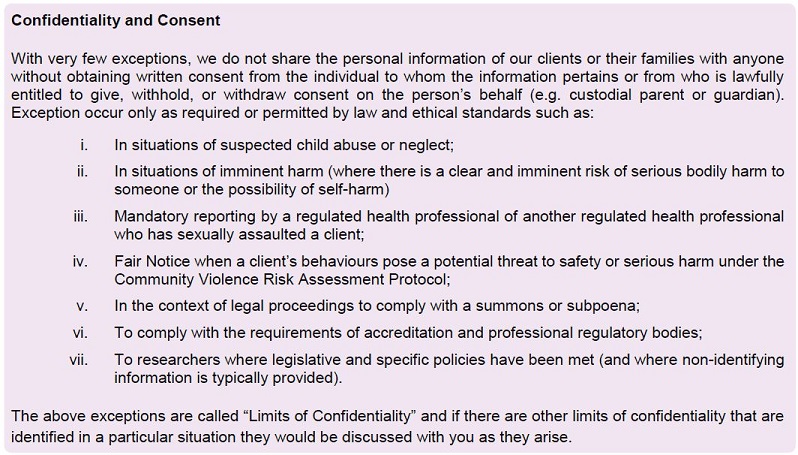 Confidentiality and Consent
With very few exceptions, we do not share the personal information of our clients or their families with anyone
without obtaining written consent from the individual to whom the information pertains or from who is lawfully
entitled to give, withhold, or withdraw consent on the person's behalf (e.g. custodial parent or guardian).
Exception occur only as required or permitted by law and ethical standards such as:
i. In situations of suspected child abuse or neglect;
ii. In situations of imminent harm (where there is a clear and imminent risk of serious bodily harm to
someone or the possibility of self-harm)
iii. Mandatory reporting by a regulated health professional of another regulated health professional
who has sexually assaulted a client;
iv. Fair Notice when a client's behaviours pose a potential threat to safety or serious harm under the
Community Violence Risk Assessment Protocol;
v. In the context of legal proceedings to comply with a summons or subpoena;
vi. To comply with the requirements of accreditation and professional regulatory bodies;
vii. To researchers where legislative and specific policies have been met (and where non-identifying
information is typically provided).
The above exceptions are called “Limits of Confidentiality” and if there are other limits of confidentiality that are
identified in a particular situation they would be discussed with you as they arise.